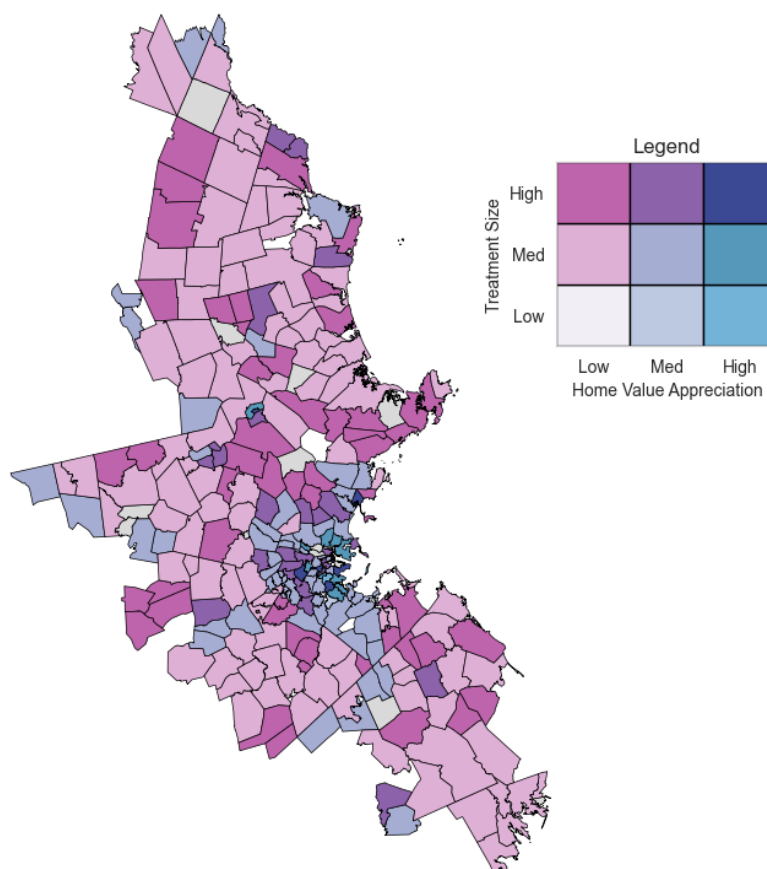 Legend
High
Med
Low
Treatment Size
Low Med High
Home Value Appreciation